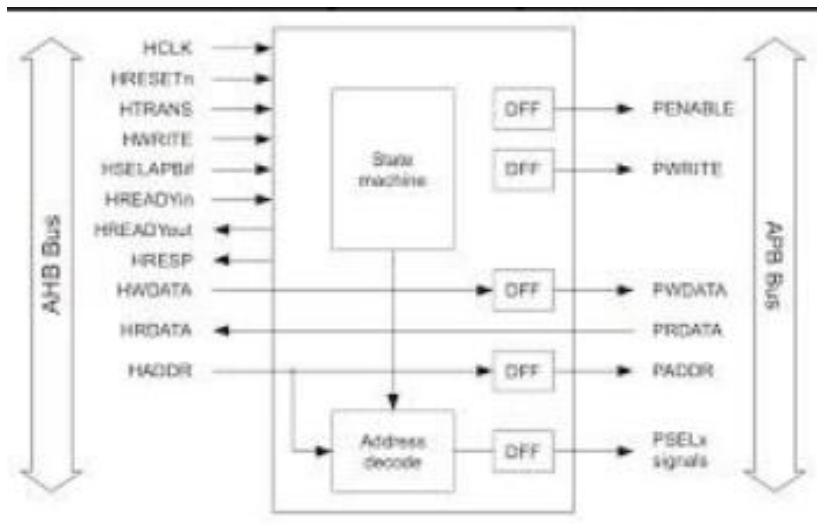 AHB Bus
HCLK
HRESETn
HTRANS
HWRITE
HSELAPBif
HREADYin
HREADYout
HRESP
HWDATA
HRDATA
HADDR
State
machine
Address
decode
DFF
DFF
DFF
DFF
DFF
PENABLE
PWRITE
PWDATA
PRDATA
PADDR
PSELx
signals
APB Bus